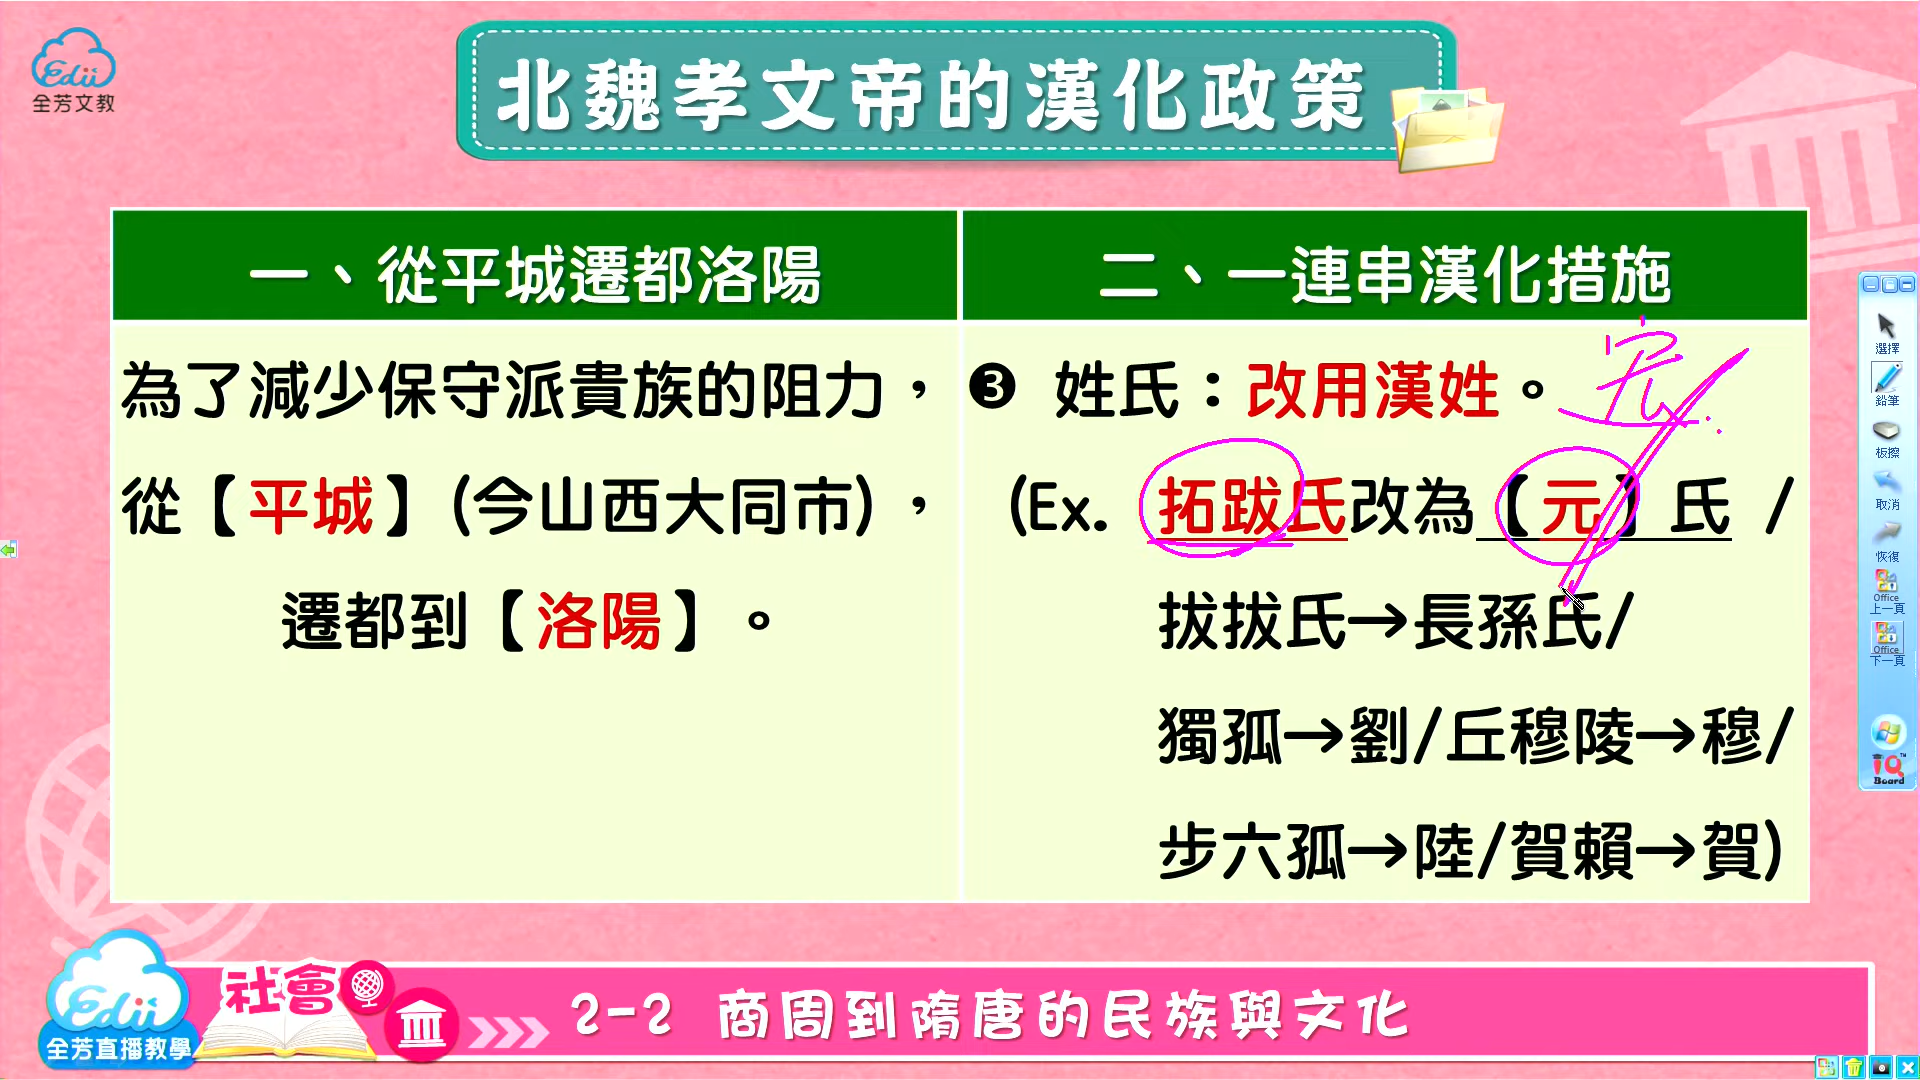 Edii
全芳文教
北魏孝文帝的漢化政策
一、從平城遷都洛陽
為了減少保守派貴族的阻力，
從【平城】(今山西大同市)，
遷都到【洛陽】。
二、一連串漢化措施
❸ 姓氏：改用漢姓。
(Ex. 拓跋氏改為【元】氏 /
拔拔氏→長孫氏/
獨孤→劉/丘穆陵→穆/
步六孤→陸/賀賴→賀)
選擇
鉛筆
板擦
取消
恢復
Office
上一頁
Office
下一頁
iQ
Board
Edii
全芳直播教學
社會
2-2 商周到隋唐的民族與文化